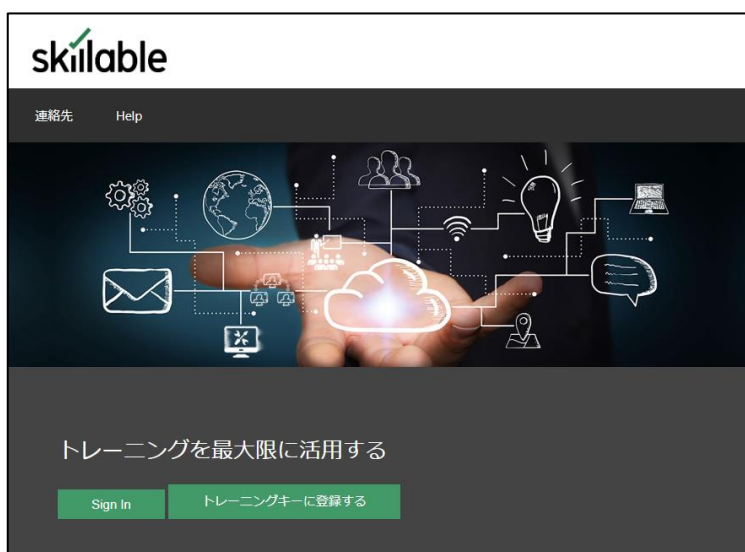 skillable
連絡先
Help
トレーニングを最大限に活用する
Sign In
トレーニングキーに登録する